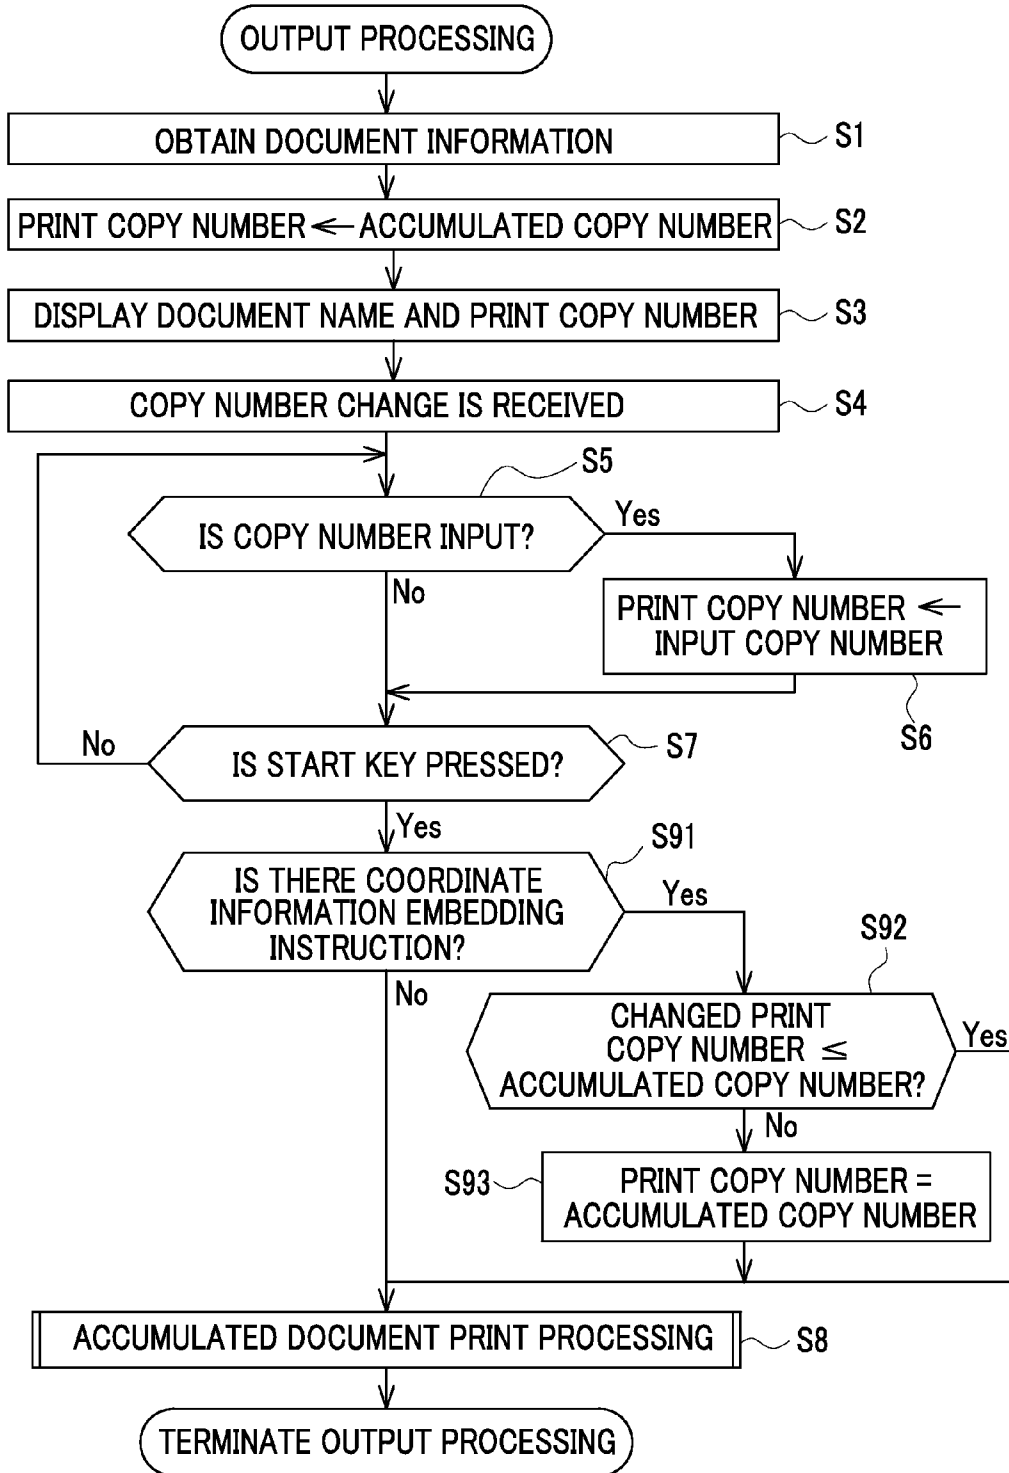 OUTPUT PROCESSING
OBTAIN DOCUMENT INFORMATION
S1
PRINT COPY NUMBER ← ACCUMULATED COPY NUMBER
S2
DISPLAY DOCUMENT NAME AND PRINT COPY NUMBER
S3
COPY NUMBER CHANGE IS RECEIVED
S4
S5
IS COPY NUMBER INPUT?
Yes
No
PRINT COPY NUMBER ←
INPUT COPY NUMBER
S6
No
IS START KEY PRESSED?
S7
Yes
S91
IS THERE COORDINATE
INFORMATION EMBEDDING
INSTRUCTION?
Yes
No
S92
CHANGED PRINT
COPY NUMBER ≤
ACCUMULATED COPY NUMBER?
Yes
No
S93
PRINT COPY NUMBER =
ACCUMULATED COPY NUMBER
ACCUMULATED DOCUMENT PRINT PROCESSING
S8
TERMINATE OUTPUT PROCESSING